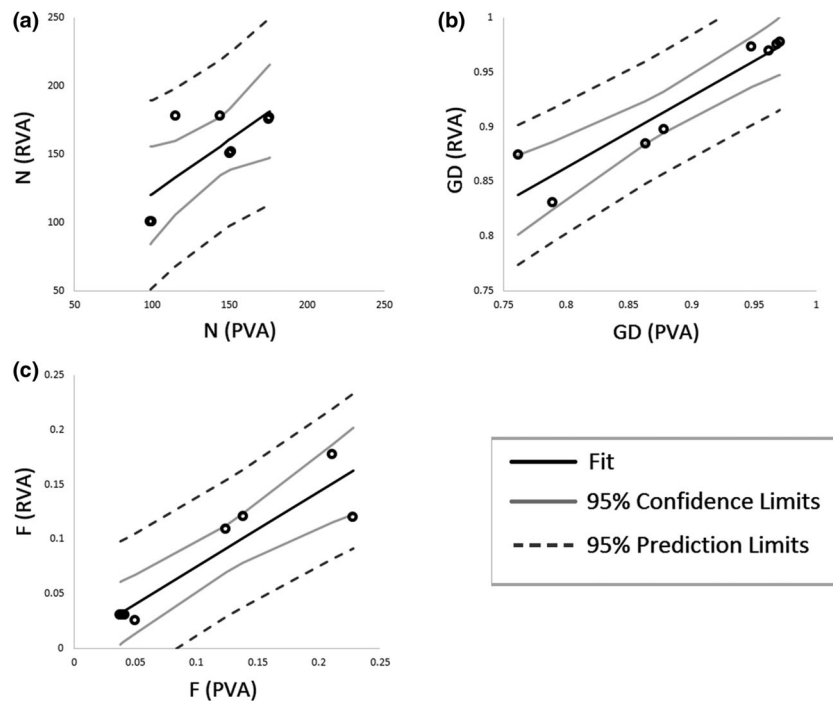 (a)
250
200
150
100
50
N (RVA)
50 100 150 200 250
N (PVA)
(b)
1
0.95
0.9
0.85
0.8
0.75
GD (RVA)
0.75 0.8 0.85 0.9 0.95 1
GD (PVA)
(c)
0.25
0.2
0.15
0.1
0.05
0
F (RVA)
0 0.05 0.1 0.15 0.2 0.25
F (PVA)
Fit
95% Confidence Limits
95% Prediction Limits